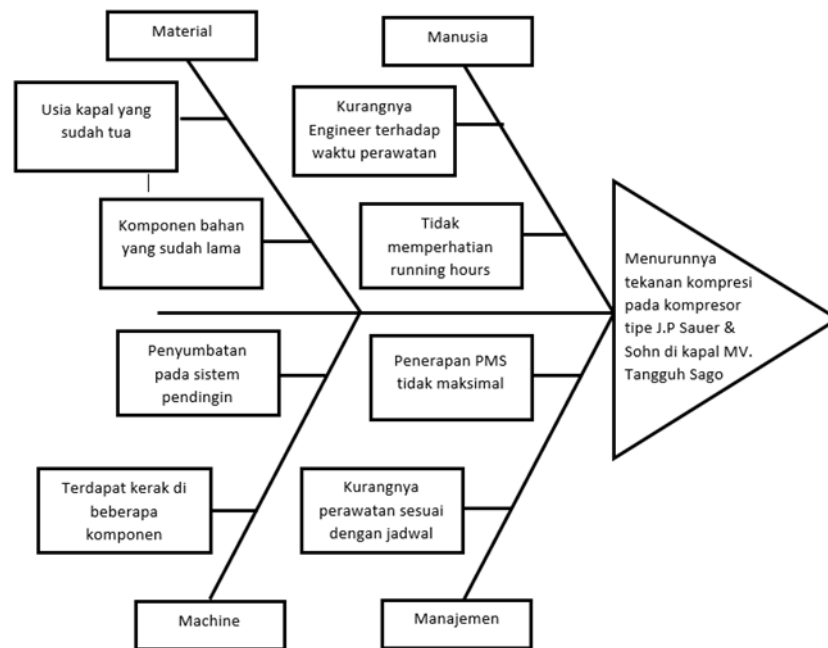 Material
Manusia
Usia kapal yang
sudah tua
Kurangnya
Engineer terhadap
waktu perawatan
Komponen bahan
yang sudah lama
Tidak
memperhatian
running hours
Menurunnya
tekanan kompresi
pada kompresor
tipe J.P Sauer &
Sohn di kapal MV.
Tangguh Sago
Penyumbatan
pada sistem
pendingin
Penerapan PMS
tidak maksimal
Terdapat kerak di
beberapa
komponen
Kurangnya
perawatan sesuai
dengan jadwal
Machine
Manajemen